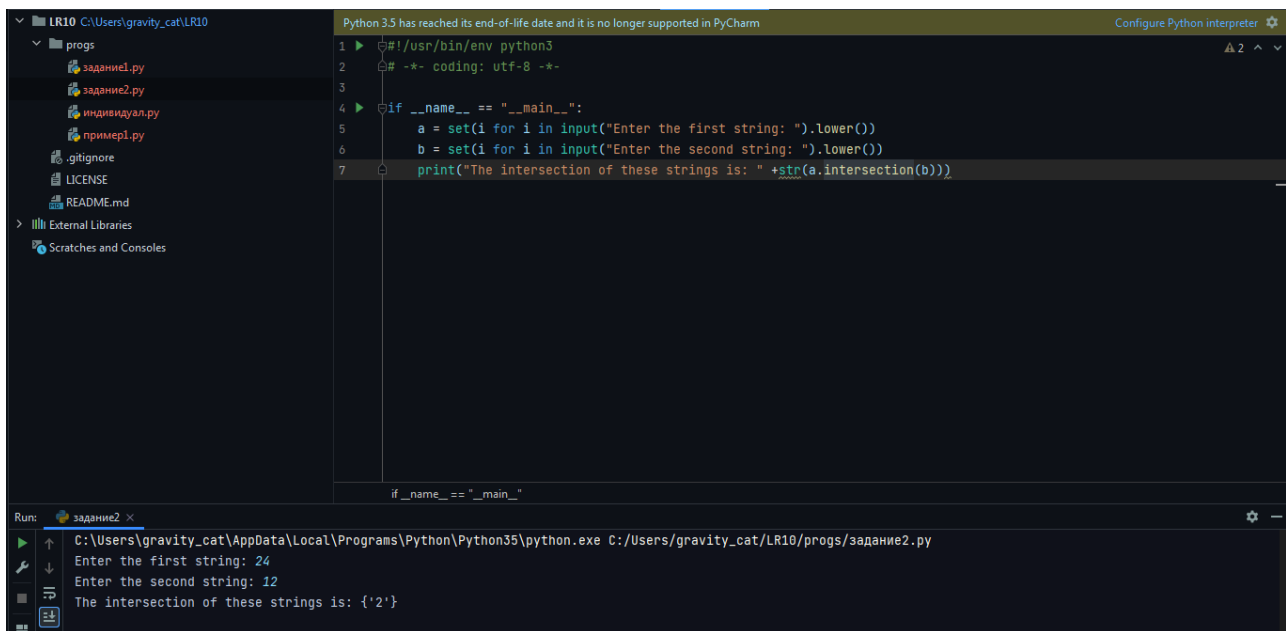 LR10 C:\Users\gravity_cat\LR10
progs
задание1.py
задание2.py
индивидуал.py
пример1.py
.gitignore
LICENSE
README.md
External Libraries
Scratches and Consoles
Python 3.5 has reached its end-of-life date and it is no longer supported in PyCharm
Configure Python interpreter
2
1 #!/usr/bin/env python3
2 # -*- coding: utf-8 -*-
3
4 if __name__ == "__main__":
5 a = set(i for i in input("Enter the first string: ").lower())
6 b = set(i for i in input("Enter the second string: ").lower())
7 print("The intersection of these strings is: " +str(a.intersection(b)))
if __name__ == "__main__"
Run: задание2
C:\Users\gravity_cat\AppData\Local\Programs\Python\Python35\python.exe C:/Users/gravity_cat/LR10/progs/задание2.py
Enter the first string: 24
Enter the second string: 12
The intersection of these strings is: {'2'}